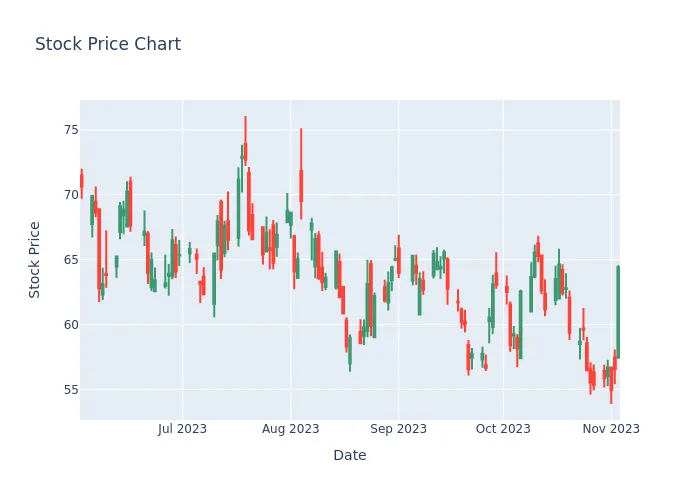 Stock Price Chart
Stock Price
75
70
65
60
55
Jul 2023
Aug 2023
Sep 2023
Oct 2023
Nov 2023
Date